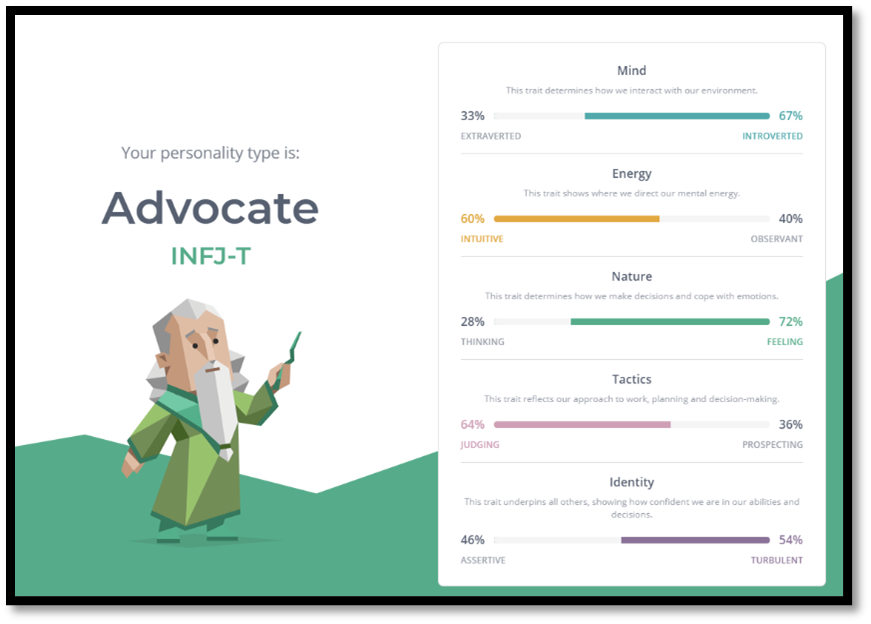 Your personality type is:
Advocate
INFJ-T
Mind
This trait determines how we interact with our environment.
33% 67%
EXTRAVERTED INTROVERTED
Energy
This trait shows where we direct our mental energy.
60% 40%
INTUITIVE OBSERVANT
Nature
This trait determines how we make decisions and cope with emotions.
28% 72%
THINKING FEELING
Tactics
This trait reflects our approach to work, planning and decision-making.
64% 36%
JUDGING PROSPECTING
Identity
This trait underpins all others, showing how confident we are in our abilities and
decisions.
46% 54%
ASSERTIVE TURBULENT